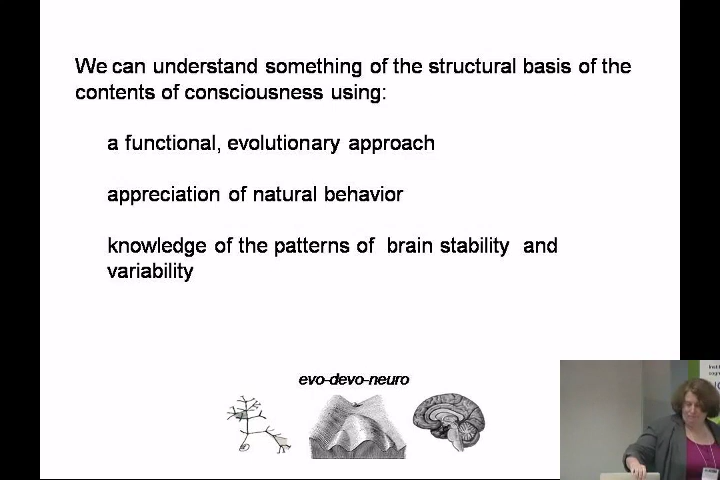 We can understand something of the structural basis of the
contents of consciousness using:
a functional, evolutionary approach
appreciation of natural behavior
knowledge of the patterns of brain stability and
variability
evo-devo-neuro